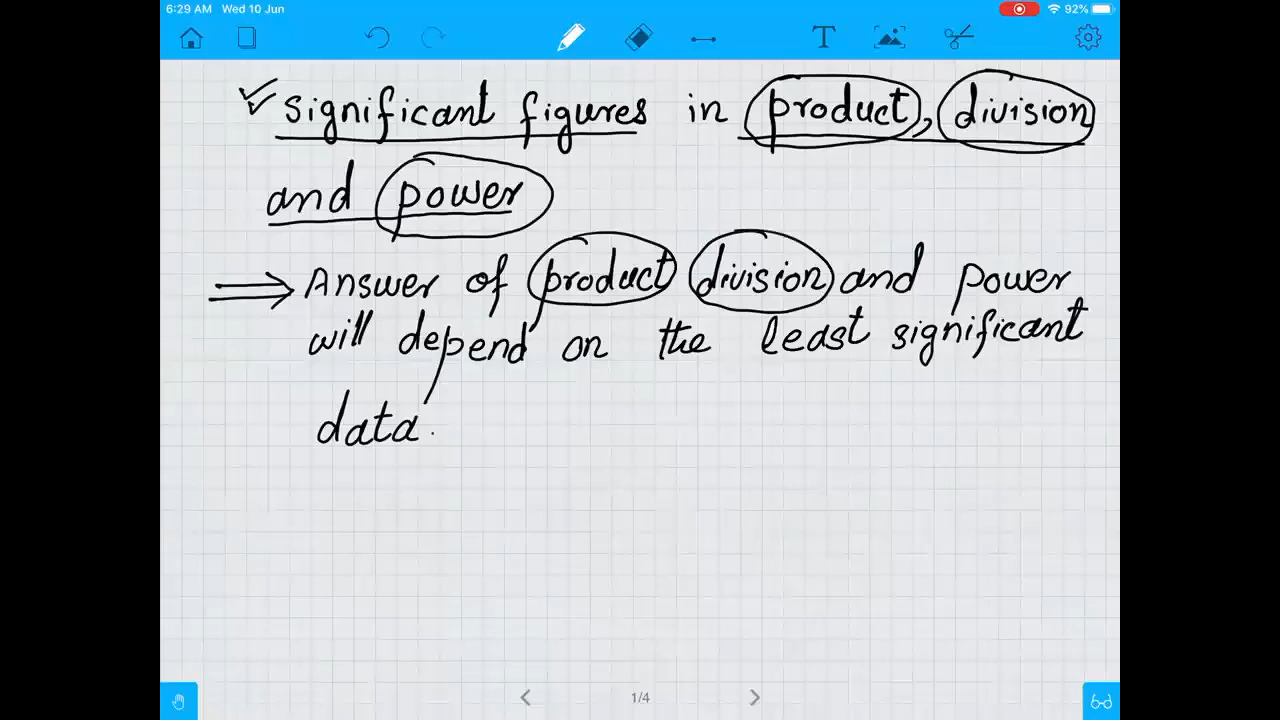 6:29 AM Wed 10 Jun 92%
T
significant figures in product, division
and power
⇒ Answer of product division and power
will depend on the least significant
data.
1/4